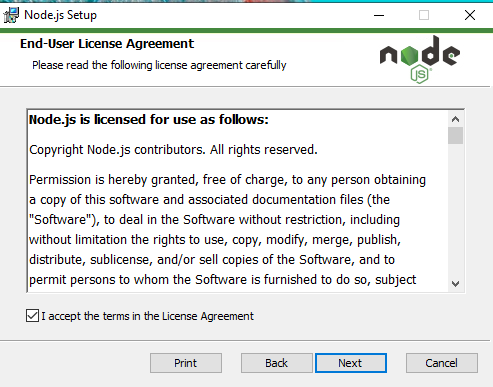 Node.js Setup
End-User License Agreement
Please read the following license agreement carefully
node
JS
Node.js is licensed for use as follows:
Copyright Node.js contributors. All rights reserved.
Permission is hereby granted, free of charge, to any person obtaining
a copy of this software and associated documentation files (the
"Software"), to deal in the Software without restriction, including
without limitation the rights to use, copy, modify, merge, publish,
distribute, sublicense, and/or sell copies of the Software, and to
permit persons to whom the Software is furnished to do so, subject
I accept the terms in the License Agreement
Print
Back
Next
Cancel